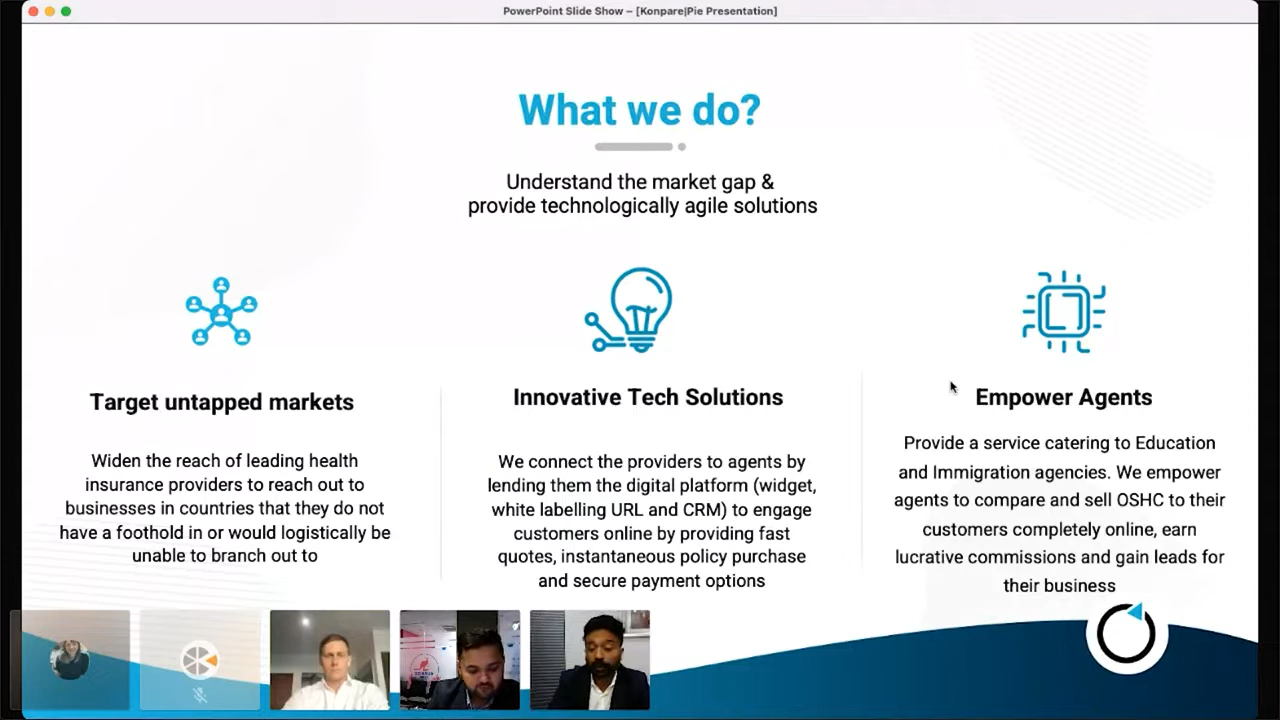 PowerPoint Slide Show – [Konpare|Pie Presentation]
What we do?
Understand the market gap &
provide technologically agile solutions
Target untapped markets
Widen the reach of leading health
insurance providers to reach out to
businesses in countries that they do not
have a foothold in or would logistically be
unable to branch out to
Innovative Tech Solutions
We connect the providers to agents by
lending them the digital platform (widget,
white labelling URL and CRM) to engage
customers online by providing fast
quotes, instantaneous policy purchase
and secure payment options
Empower Agents
Provide a service catering to Education
and Immigration agencies. We empower
agents to compare and sell OSHC to their
customers completely online, earn
lucrative commissions and gain leads for
their business